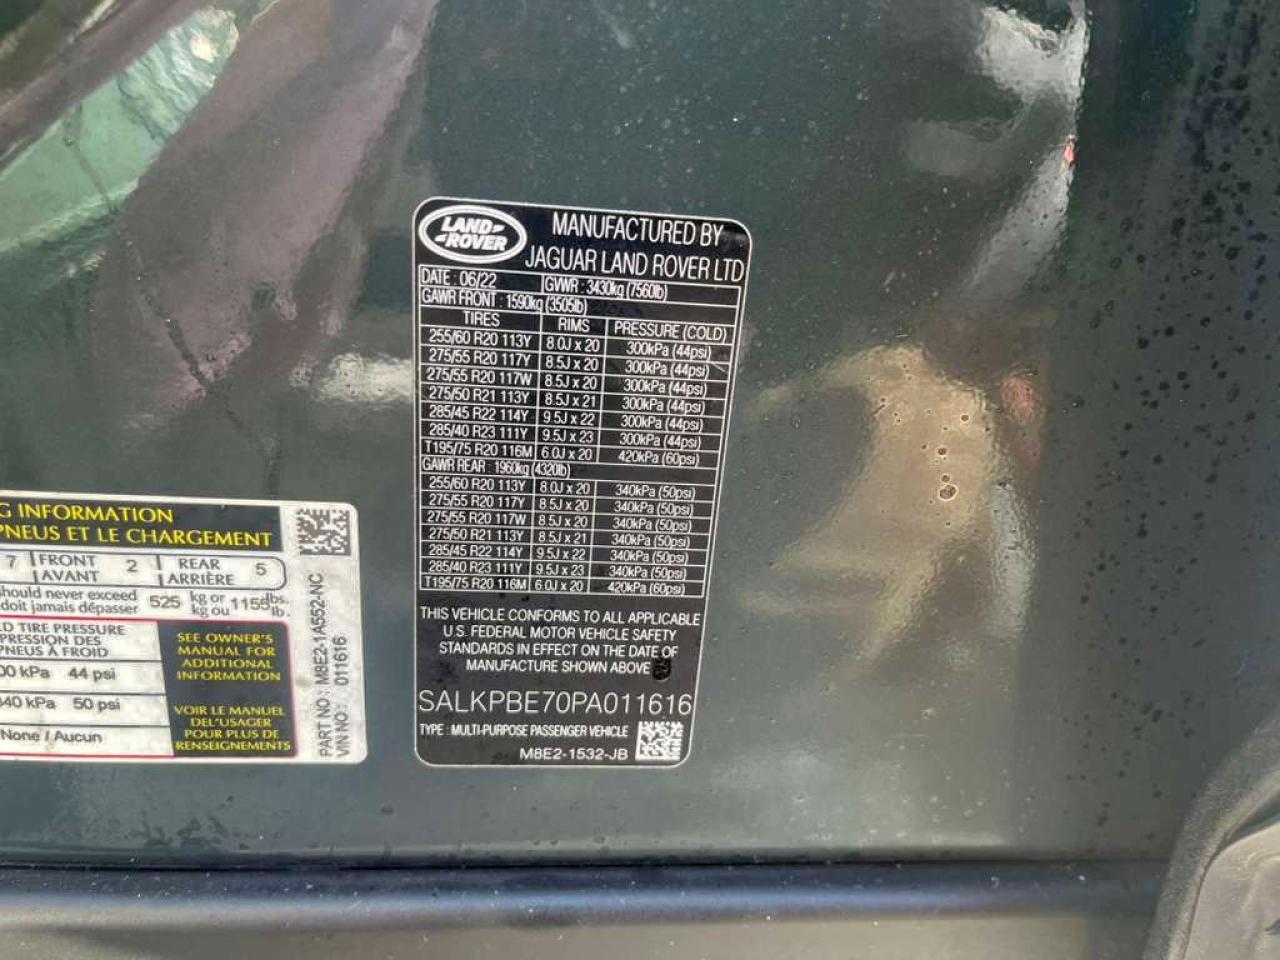 LAND-
-ROVER
MANUFACTURED BY
JAGUAR LAND ROVER LTD
DATE : 06/22 GVWR : 3430kg (7560lb)
GAWR FRONT : 1590kg (3505lb)
TIRES RIMS PRESSURE (COLD)
255/60 R20 113Y 8.0J x 20 300kPa (44psi)
275/55 R20 117Y 8.5J x 20 300kPa (44psi)
275/55 R20 117W 8.5J x 20 300kPa (44psi)
275/50 R21 113Y 8.5J x 21 300kPa (44psi)
285/45 R22 114Y 9.5J x 22 300kPa (44psi)
285/40 R23 111Y 9.5J x 23 300kPa (44psi)
T195/75 R20 116M 6.0J x 20 420kPa (60psi)
GAWR REAR : 1960kg (4320lb)
255/60 R20 113Y 8.0J x 20 340kPa (50psi)
275/55 R20 117Y 8.5J x 20 340kPa (50psi)
275/55 R20 117W 8.5J x 20 340kPa (50psi)
275/50 R21 113Y 8.5J x 21 340kPa (50psi)
285/45 R22 114Y 9.5J x 22 340kPa (50psi)
285/40 R23 111Y 9.5J x 23 340kPa (50psi)
T195/75 R20 116M 6.0J x 20 420kPa (60psi)
THIS VEHICLE CONFORMS TO ALL APPLICABLE
U.S. FEDERAL MOTOR VEHICLE SAFETY
STANDARDS IN EFFECT ON THE DATE OF
MANUFACTURE SHOWN ABOVE
SALKPBE70PA011616
TYPE : MULTI-PURPOSE PASSENGER VEHICLE
M8E2-1532-JB
G INFORMATION
PNEUS ET LE CHARGEMENT
7 FRONT 2 REAR 5
AVANT ARRIÈRE
should never exceed 525 kg or 1155 lbs.
doit jamais dépasser kg ou lb.
LD TIRE PRESSURE
PRESSION DES
PNEUS À FROID
00 kPa 44 psi
340 kPa 50 psi
None / Aucun
SEE OWNER'S
MANUAL FOR
ADDITIONAL
INFORMATION
VOIR LE MANUEL
DEL'USAGER
POUR PLUS DE
RENSEIGNEMENTS
PART NO : M8E2-1A552-NC
VIN NO : 011616